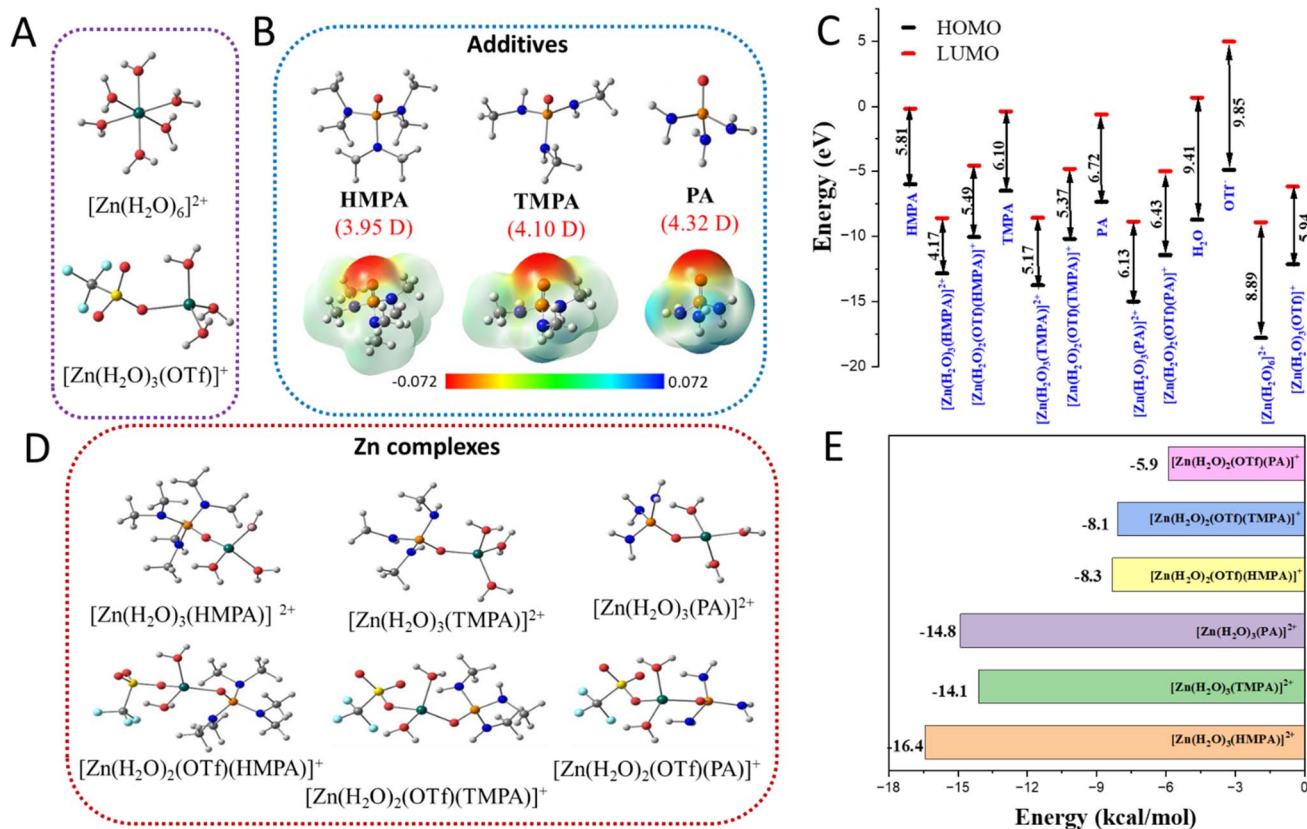 A
[Zn(H₂O)₆]²⁺
[Zn(H₂O)₃(OTf)]⁺
B
Additives
HMPA
(3.95 D)
TMPA
(4.10 D)
PA
(4.32 D)
-0.072
0.072
C
HOMO
LUMO
Energy (eV)
5
0
−5
−10
−15
−20
5.81
HMPA
4.17
[Zn(H₂O)₃(HMPA)]²⁺
5.49
[Zn(H₂O)₂(OTf)(HMPA)]⁺
6.10
TMPA
5.17
[Zn(H₂O)₃(TMPA)]²⁺
5.37
[Zn(H₂O)₂(OTf)(TMPA)]⁺
6.72
PA
6.13
[Zn(H₂O)₃(PA)]²⁺
6.43
[Zn(H₂O)₂(OTf)(PA)]⁺
9.41
H₂O
9.85
OTf⁻
8.89
[Zn(H₂O)₆]²⁺
5.94
[Zn(H₂O)₃(OTf)]⁺
D
Zn complexes
[Zn(H₂O)₃(HMPA)] ²⁺
[Zn(H₂O)₃(TMPA)]²⁺
[Zn(H₂O)₃(PA)]²⁺
[Zn(H₂O)₂(OTf)(HMPA)]⁺
[Zn(H₂O)₂(OTf)(TMPA)]⁺
[Zn(H₂O)₂(OTf)(PA)]⁺
E
-5.9
[Zn(H₂O)₂(OTf)(PA)]⁺
-8.1
[Zn(H₂O)₂(OTf)(TMPA)]⁺
-8.3
[Zn(H₂O)₂(OTf)(HMPA)]⁺
-14.8
[Zn(H₂O)₃(PA)]²⁺
-14.1
[Zn(H₂O)₃(TMPA)]²⁺
-16.4
[Zn(H₂O)₃(HMPA)]²⁺
−18 −15 −12 −9 −6 −3 0
Energy (kcal/mol)